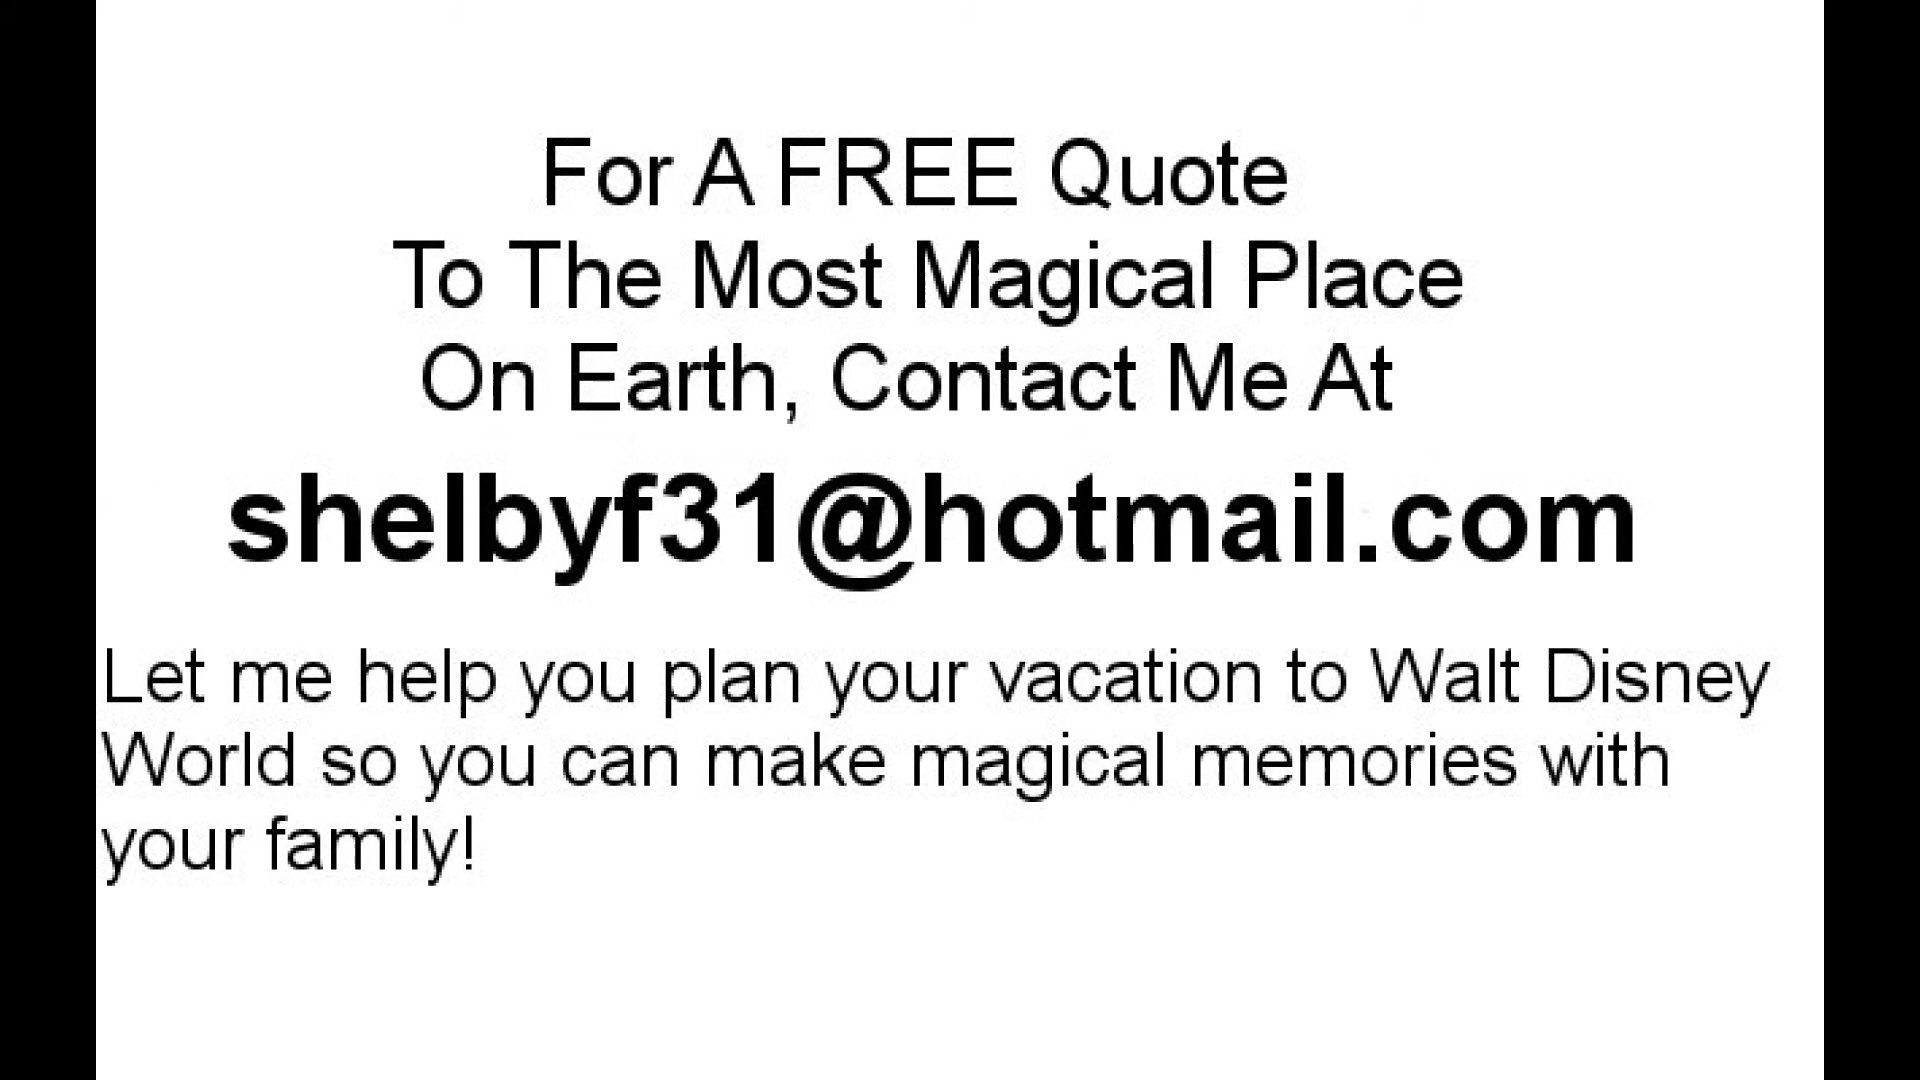 For A FREE Quote
To The Most Magical Place
On Earth, Contact Me At
shelbyf31@hotmail.com
Let me help you plan your vacation to Walt Disney
World so you can make magical memories with
your family!